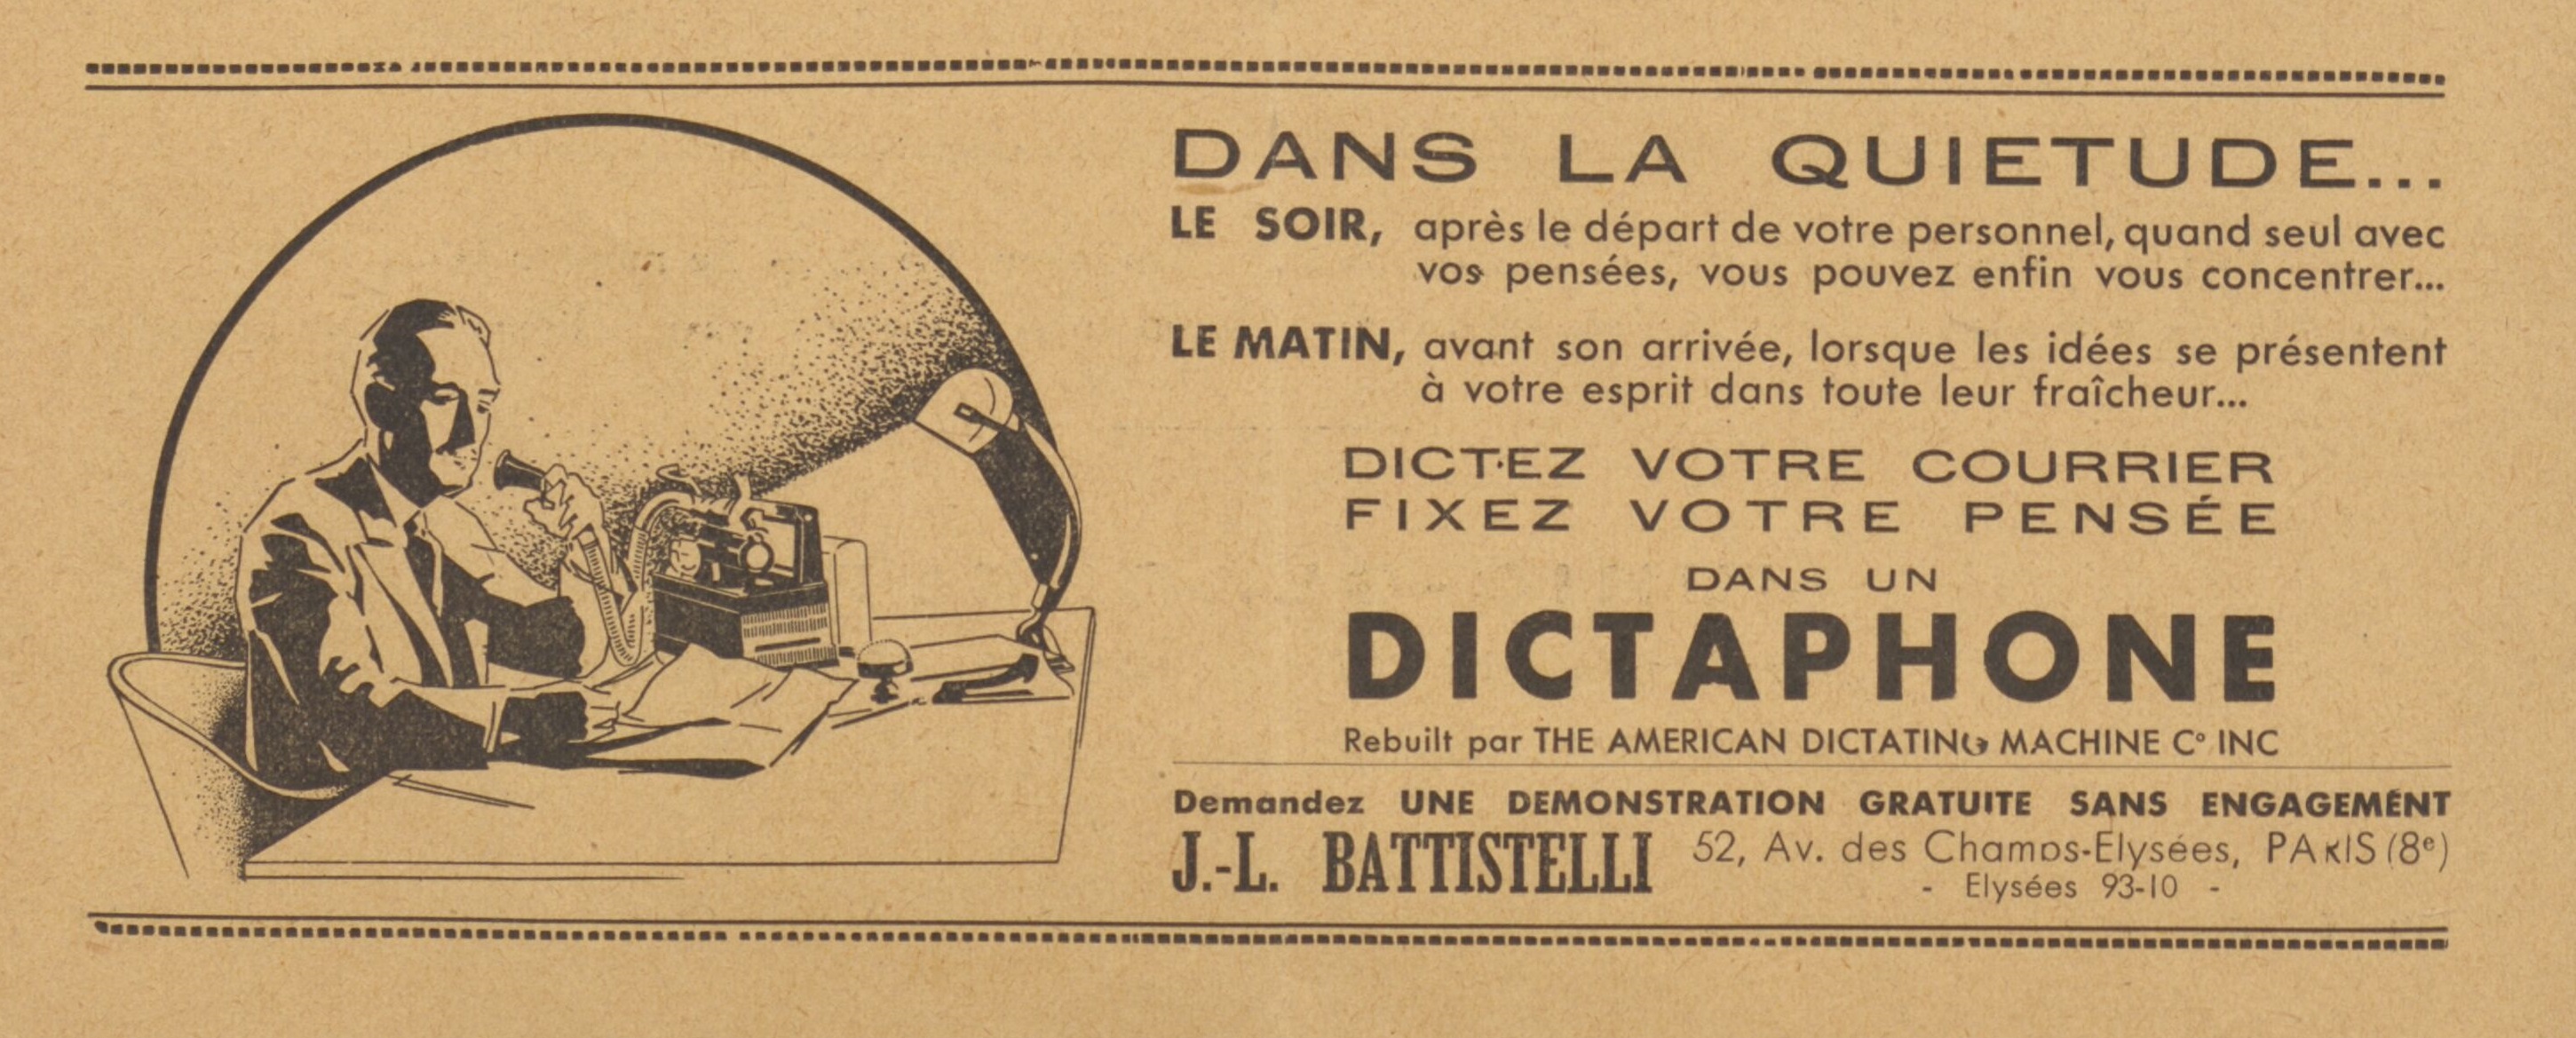 DANS LA QUIETUDE...
LE SOIR, après le départ de votre personnel, quand seul avec
vos pensées, vous pouvez enfin vous concentrer...
LE MATIN, avant son arrivée, lorsque les idées se présentent
à votre esprit dans toute leur fraîcheur...
DICTEZ VOTRE COURRIER
FIXEZ VOTRE PENSÉE
DANS UN
DICTAPHONE
Rebuilt par THE AMERICAN DICTATING MACHINE C° INC
Demandez UNE DEMONSTRATION GRATUITE SANS ENGAGEMENT
J.-L. BATTISTELLI 52, Av. des Champs-Elysées, PARIS (8e)
- Elysées 93-10 -